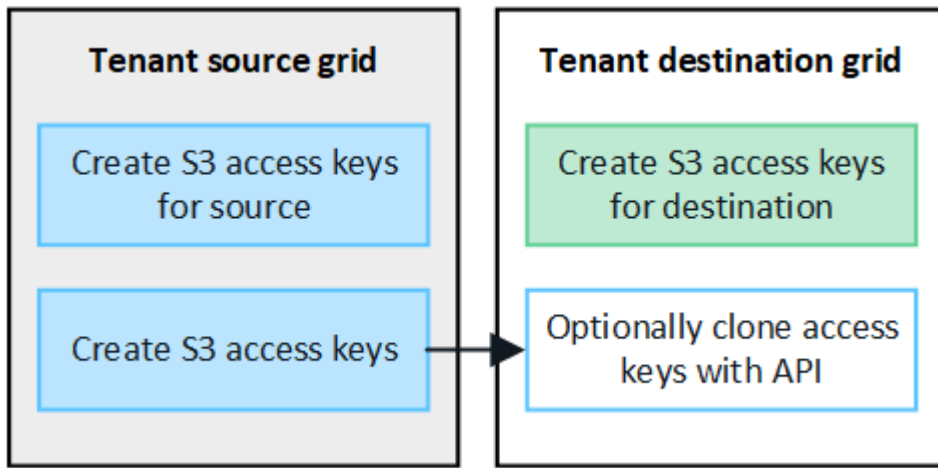 Tenant source grid
Create S3 access keys
for source
Create S3 access keys
Tenant destination grid
Create S3 access keys
for destination
Optionally clone access
keys with API